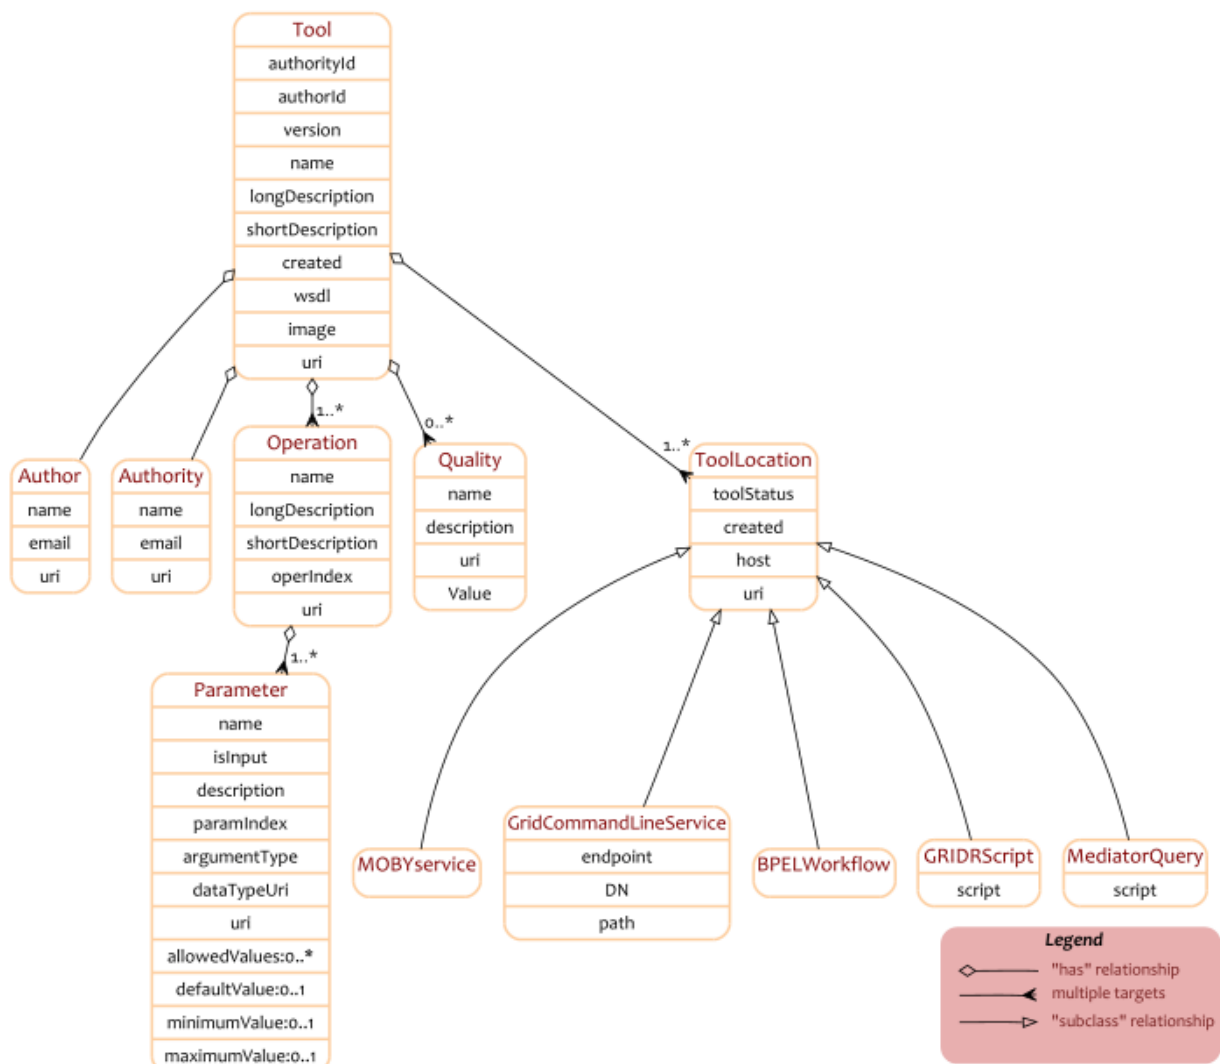 Tool
authorityId
authorId
version
name
longDescription
shortDescription
created
wsdl
image
uri
1..*
0..*
1..*
Author
name
email
uri
Authority
name
email
uri
Operation
name
longDescription
shortDescription
operIndex
uri
1..*
Quality
name
description
uri
Value
ToolLocation
toolStatus
created
host
uri
Parameter
name
isInput
description
paramIndex
argumentType
dataTypeUri
uri
allowedValues:0..*
defaultValue:0..1
minimumValue:0..1
maximumValue:0..1
MOBYservice
GridCommandLineService
endpoint
DN
path
BPELWorkflow
GRIDRScript
script
MediatorQuery
script
Legend
"has" relationship
multiple targets
"subclass" relationship